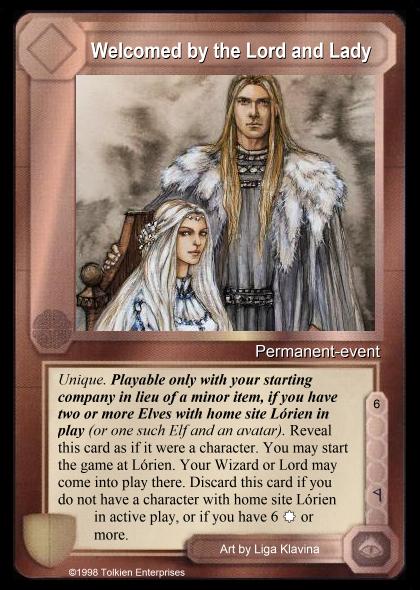 Welcomed by the Lord and Lady
Permanent-event
Unique. Playable only with your starting
company in lieu of a minor item, if you have
two or more Elves with home site Lórien in
play (or one such Elf and an avatar). Reveal
this card as if it were a character. You may start
the game at Lórien. Your Wizard or Lord may
come into play there. Discard this card if you
do not have a character with home site Lórien
in active play, or if you have 6 or
more.
6
Art by Liga Klavina
©1998 Tolkien Enterprises